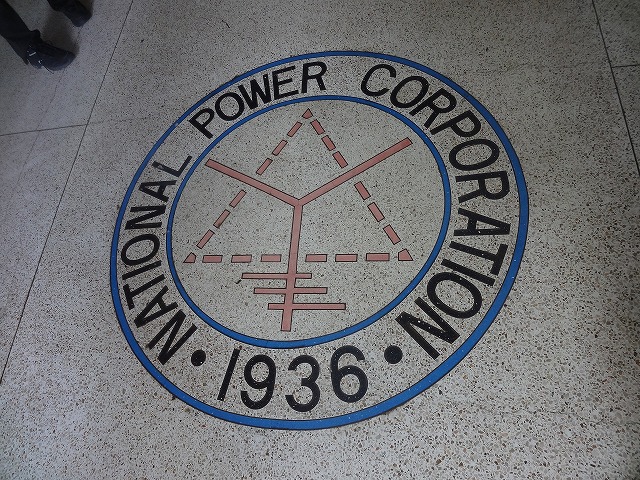 NATIONAL POWER CORPORATION
• 1936 •